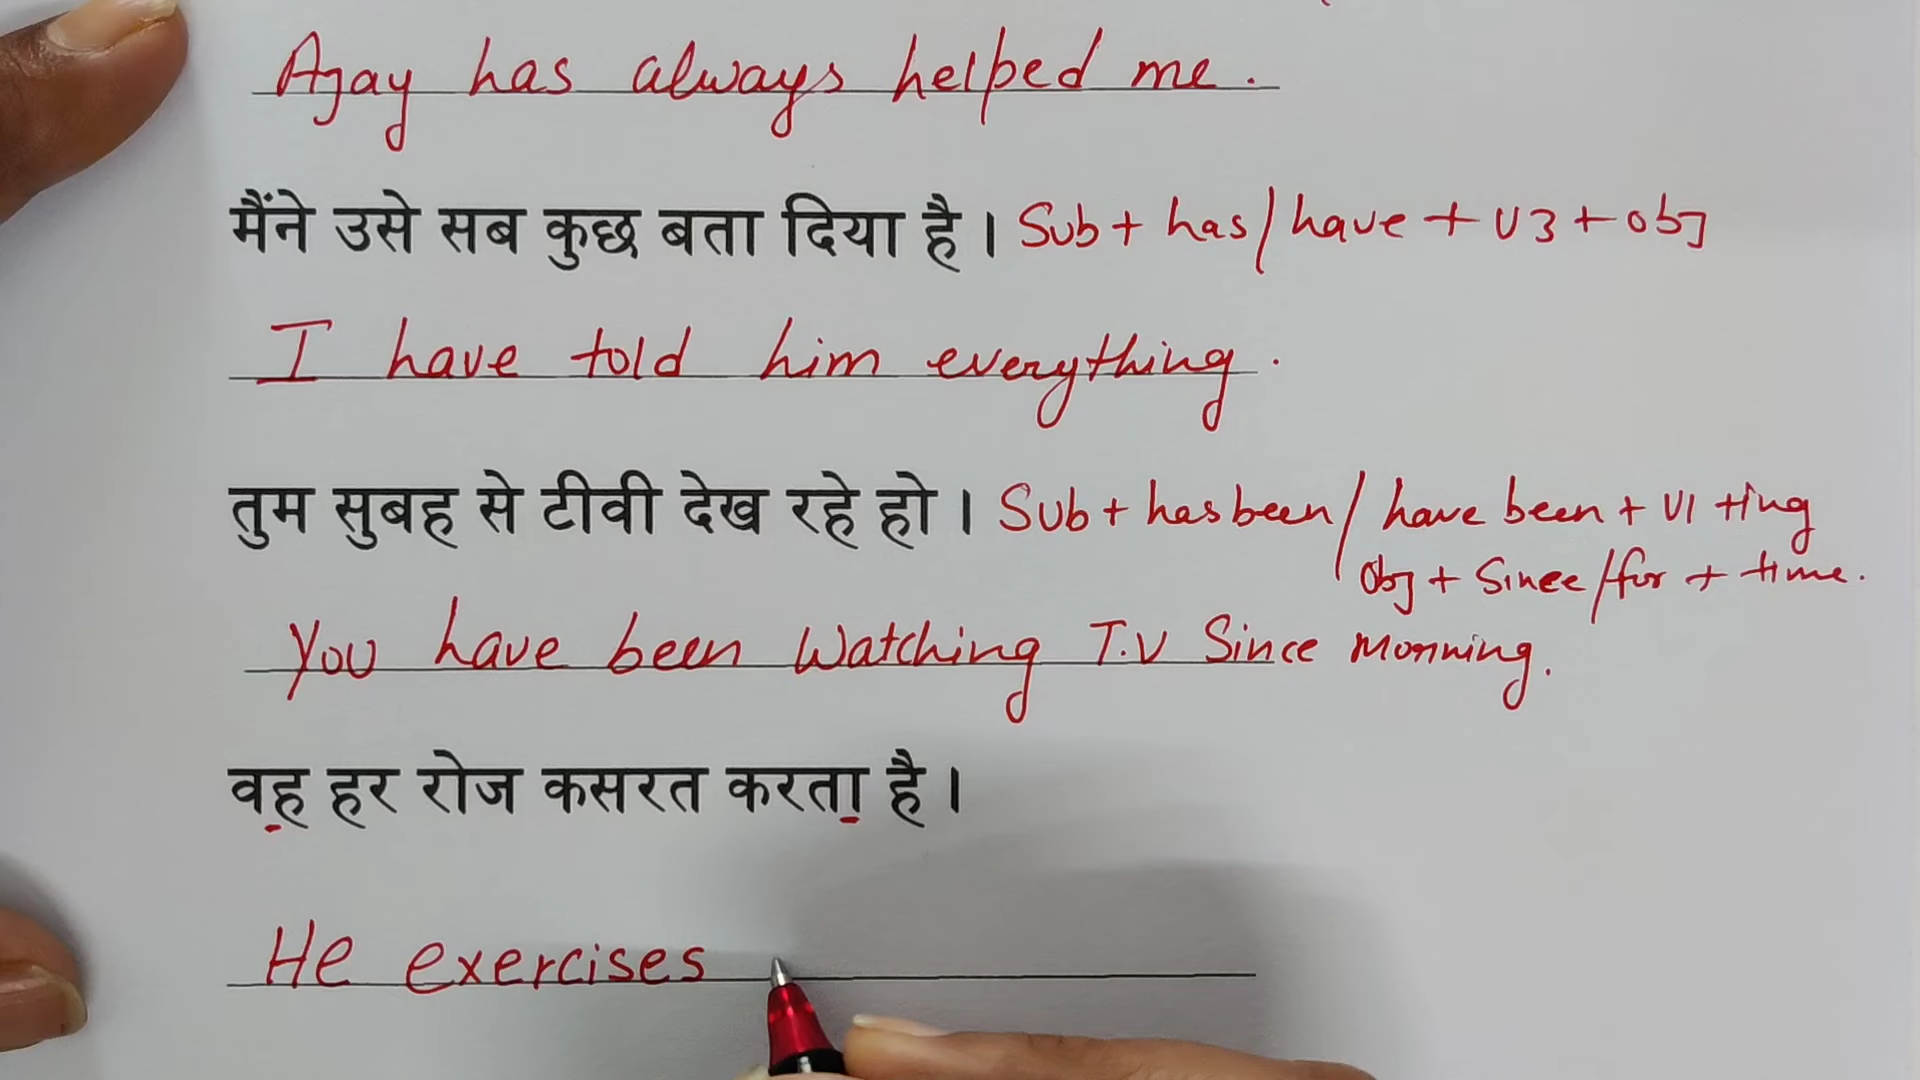 Ajay has always helped me.
मैंने उसे सब कुछ बता दिया है। Sub + has/have + V3 + obj
I have told him everything.
तुम सुबह से टीवी देख रहे हो। Sub + has been/have been + V1 + ing
obj + Since/for + time.
You have been watching T.V Since Morning.
वह हर रोज कसरत करता है।
He exercises